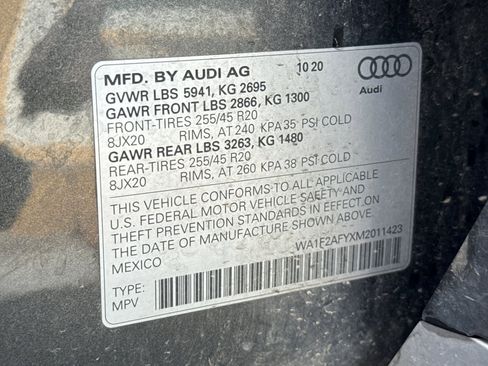 MFD. BY AUDI AG 10 20
GVWR LBS 5941, KG 2695
GAWR FRONT LBS 2866, KG 1300
FRONT-TIRES 255/45 R20
8JX20 RIMS, AT 240 KPA 35 PSI COLD
GAWR REAR LBS 3263, KG 1480
REAR-TIRES 255/45 R20
8JX20 RIMS, AT 260 KPA 38 PSI COLD
Audi
THIS VEHICLE CONFORMS TO ALL APPLICABLE
U.S. FEDERAL MOTOR VEHICLE SAFETY AND
THEFT PREVENTION STANDARDS IN EFFECT ON
THE DATE OF MANUFACTURE SHOWN ABOVE.
MEXICO
WA1F2AFYXM2011423
TYPE:
MPV